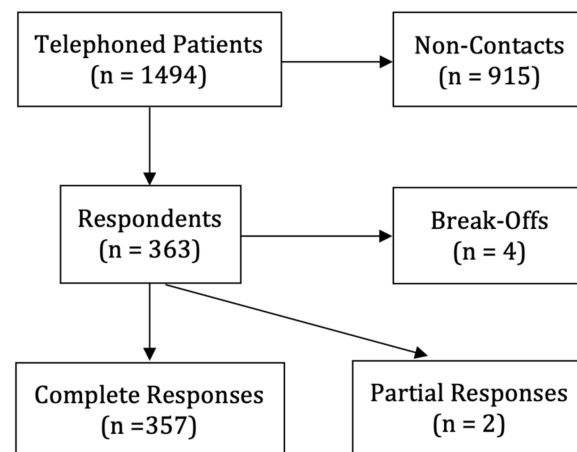 Telephoned Patients
(n = 1494)
Non-Contacts
(n = 915)
Respondents
(n = 363)
Break-Offs
(n = 4)
Complete Responses
(n =357)
Partial Responses
(n = 2)